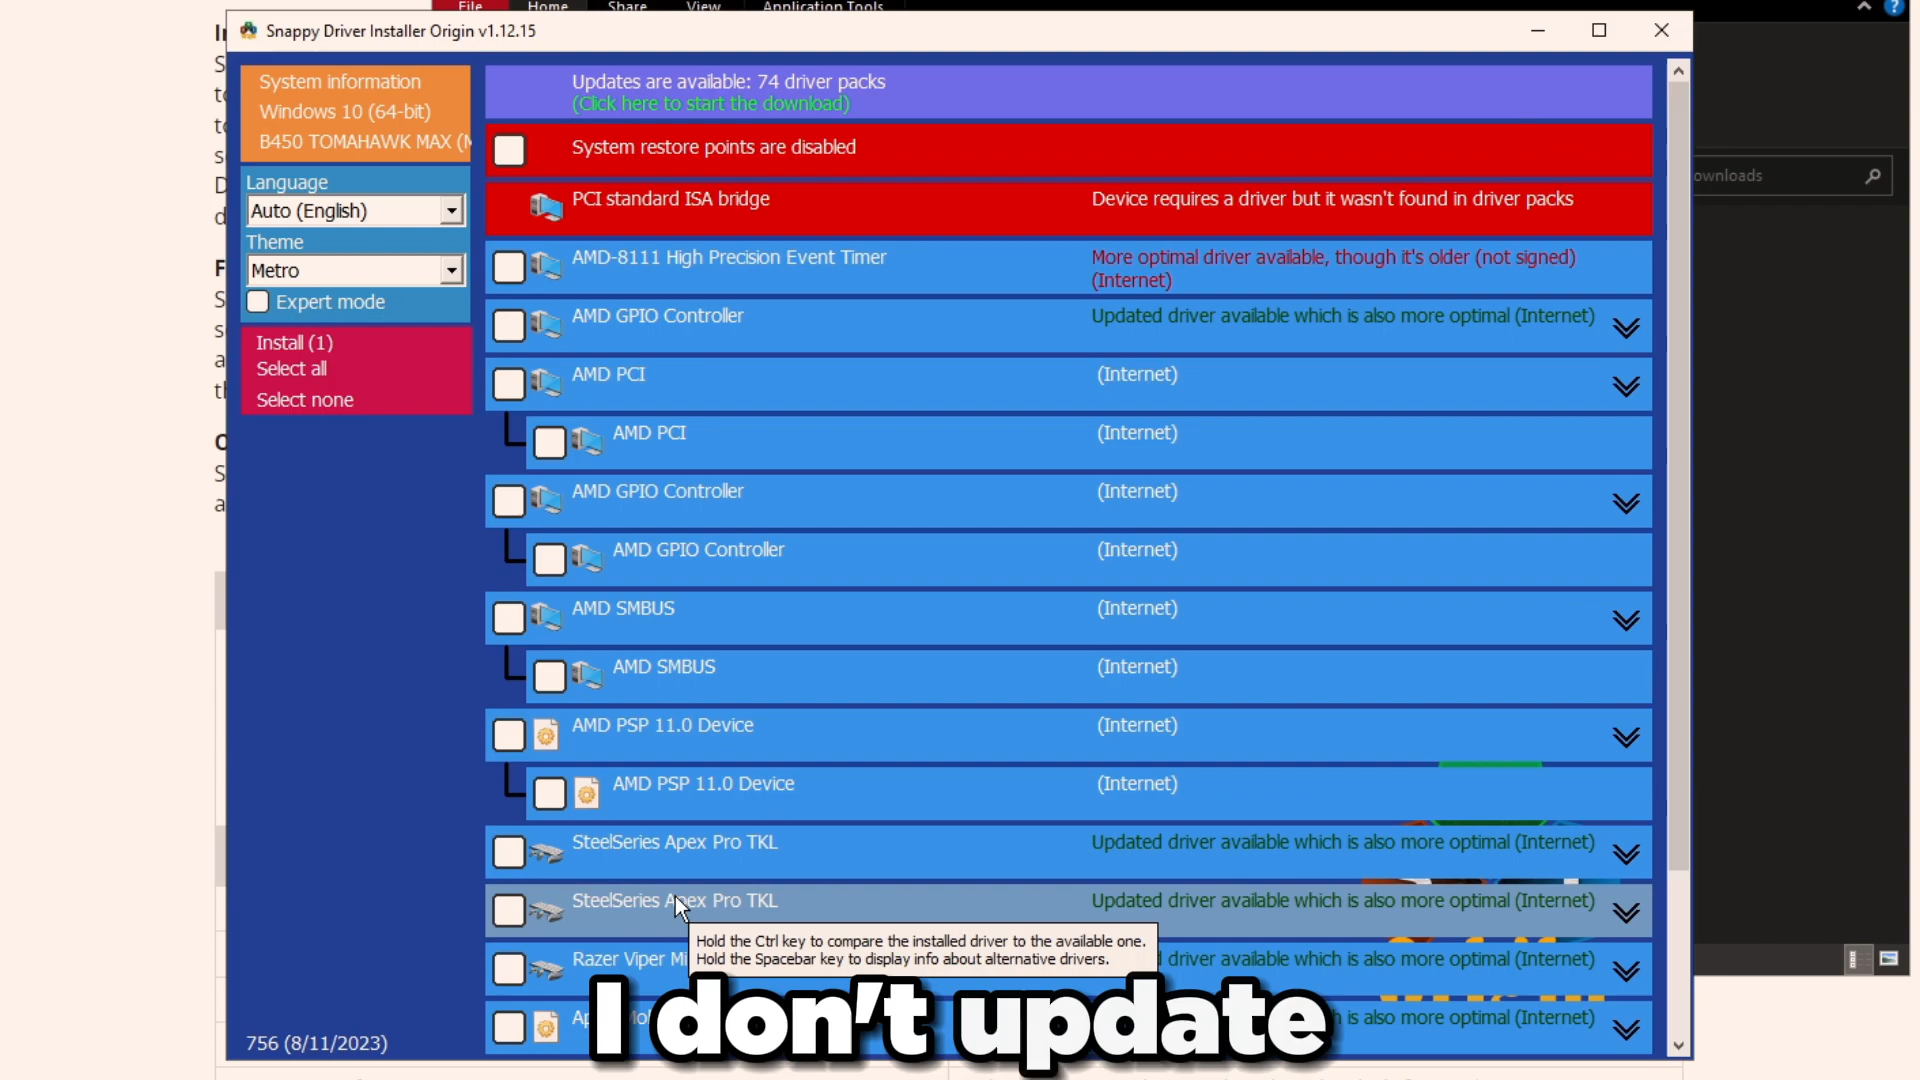 File Home Share View Application Tools
Snappy Driver Installer Origin v1.12.15
System information
Windows 10 (64-bit)
B450 TOMAHAWK MAX (M
Language
Auto (English)
Theme
Metro
Expert mode
Install (1)
Select all
Select none
756 (8/11/2023)
Updates are available: 74 driver packs
(Click here to start the download)
System restore points are disabled
PCI standard ISA bridge Device requires a driver but it wasn't found in driver packs
AMD-8111 High Precision Event Timer More optimal driver available, though it's older (not signed)
(Internet)
AMD GPIO Controller Updated driver available which is also more optimal (Internet)
AMD PCI (Internet)
AMD PCI (Internet)
AMD GPIO Controller (Internet)
AMD GPIO Controller (Internet)
AMD SMBUS (Internet)
AMD SMBUS (Internet)
AMD PSP 11.0 Device (Internet)
AMD PSP 11.0 Device (Internet)
SteelSeries Apex Pro TKL Updated driver available which is also more optimal (Internet)
SteelSeries Apex Pro TKL Updated driver available which is also more optimal (Internet)
Hold the Ctrl key to compare the installed driver to the available one.
Hold the Spacebar key to display info about alternative drivers.
Razer Viper Mi driver available which is also more optimal (Internet)
is also more optimal (Internet)
I don't update
ownloads